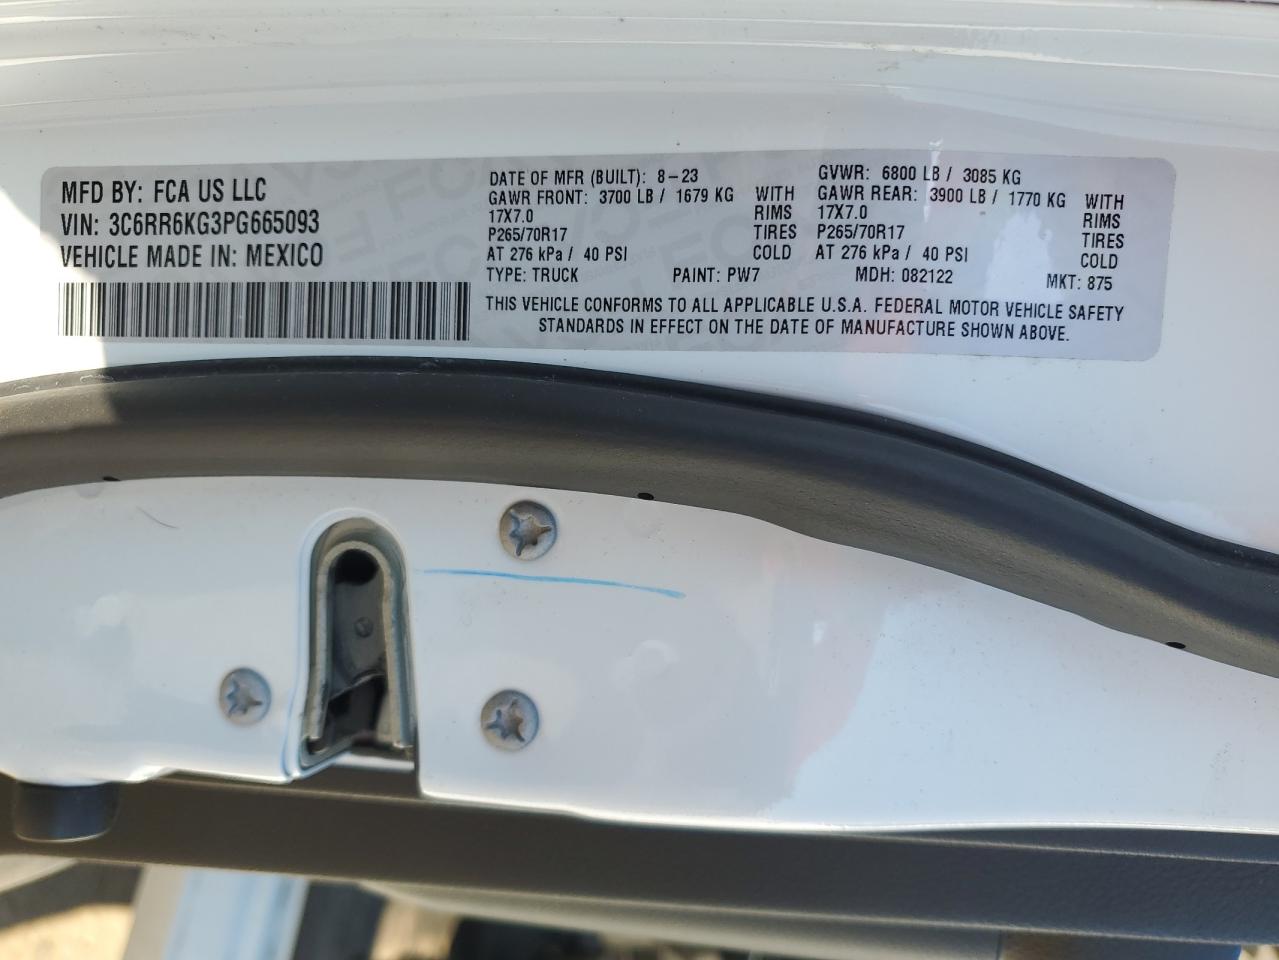 MFD BY: FCA US LLC
VIN: 3C6RR6KG3PG665093
VEHICLE MADE IN: MEXICO
DATE OF MFR (BUILT): 8-23
GAWR FRONT: 3700 LB / 1679 KG WITH
17X7.0 RIMS
P265/70R17 TIRES
AT 276 kPa / 40 PSI COLD
GVWR: 6800 LB / 3085 KG
GAWR REAR: 3900 LB / 1770 KG WITH
17X7.0 RIMS
P265/70R17 TIRES
AT 276 kPa / 40 PSI COLD
TYPE: TRUCK PAINT: PW7 MDH: 082122 MKT: 875
THIS VEHICLE CONFORMS TO ALL APPLICABLE U.S.A. FEDERAL MOTOR VEHICLE SAFETY
STANDARDS IN EFFECT ON THE DATE OF MANUFACTURE SHOWN ABOVE.